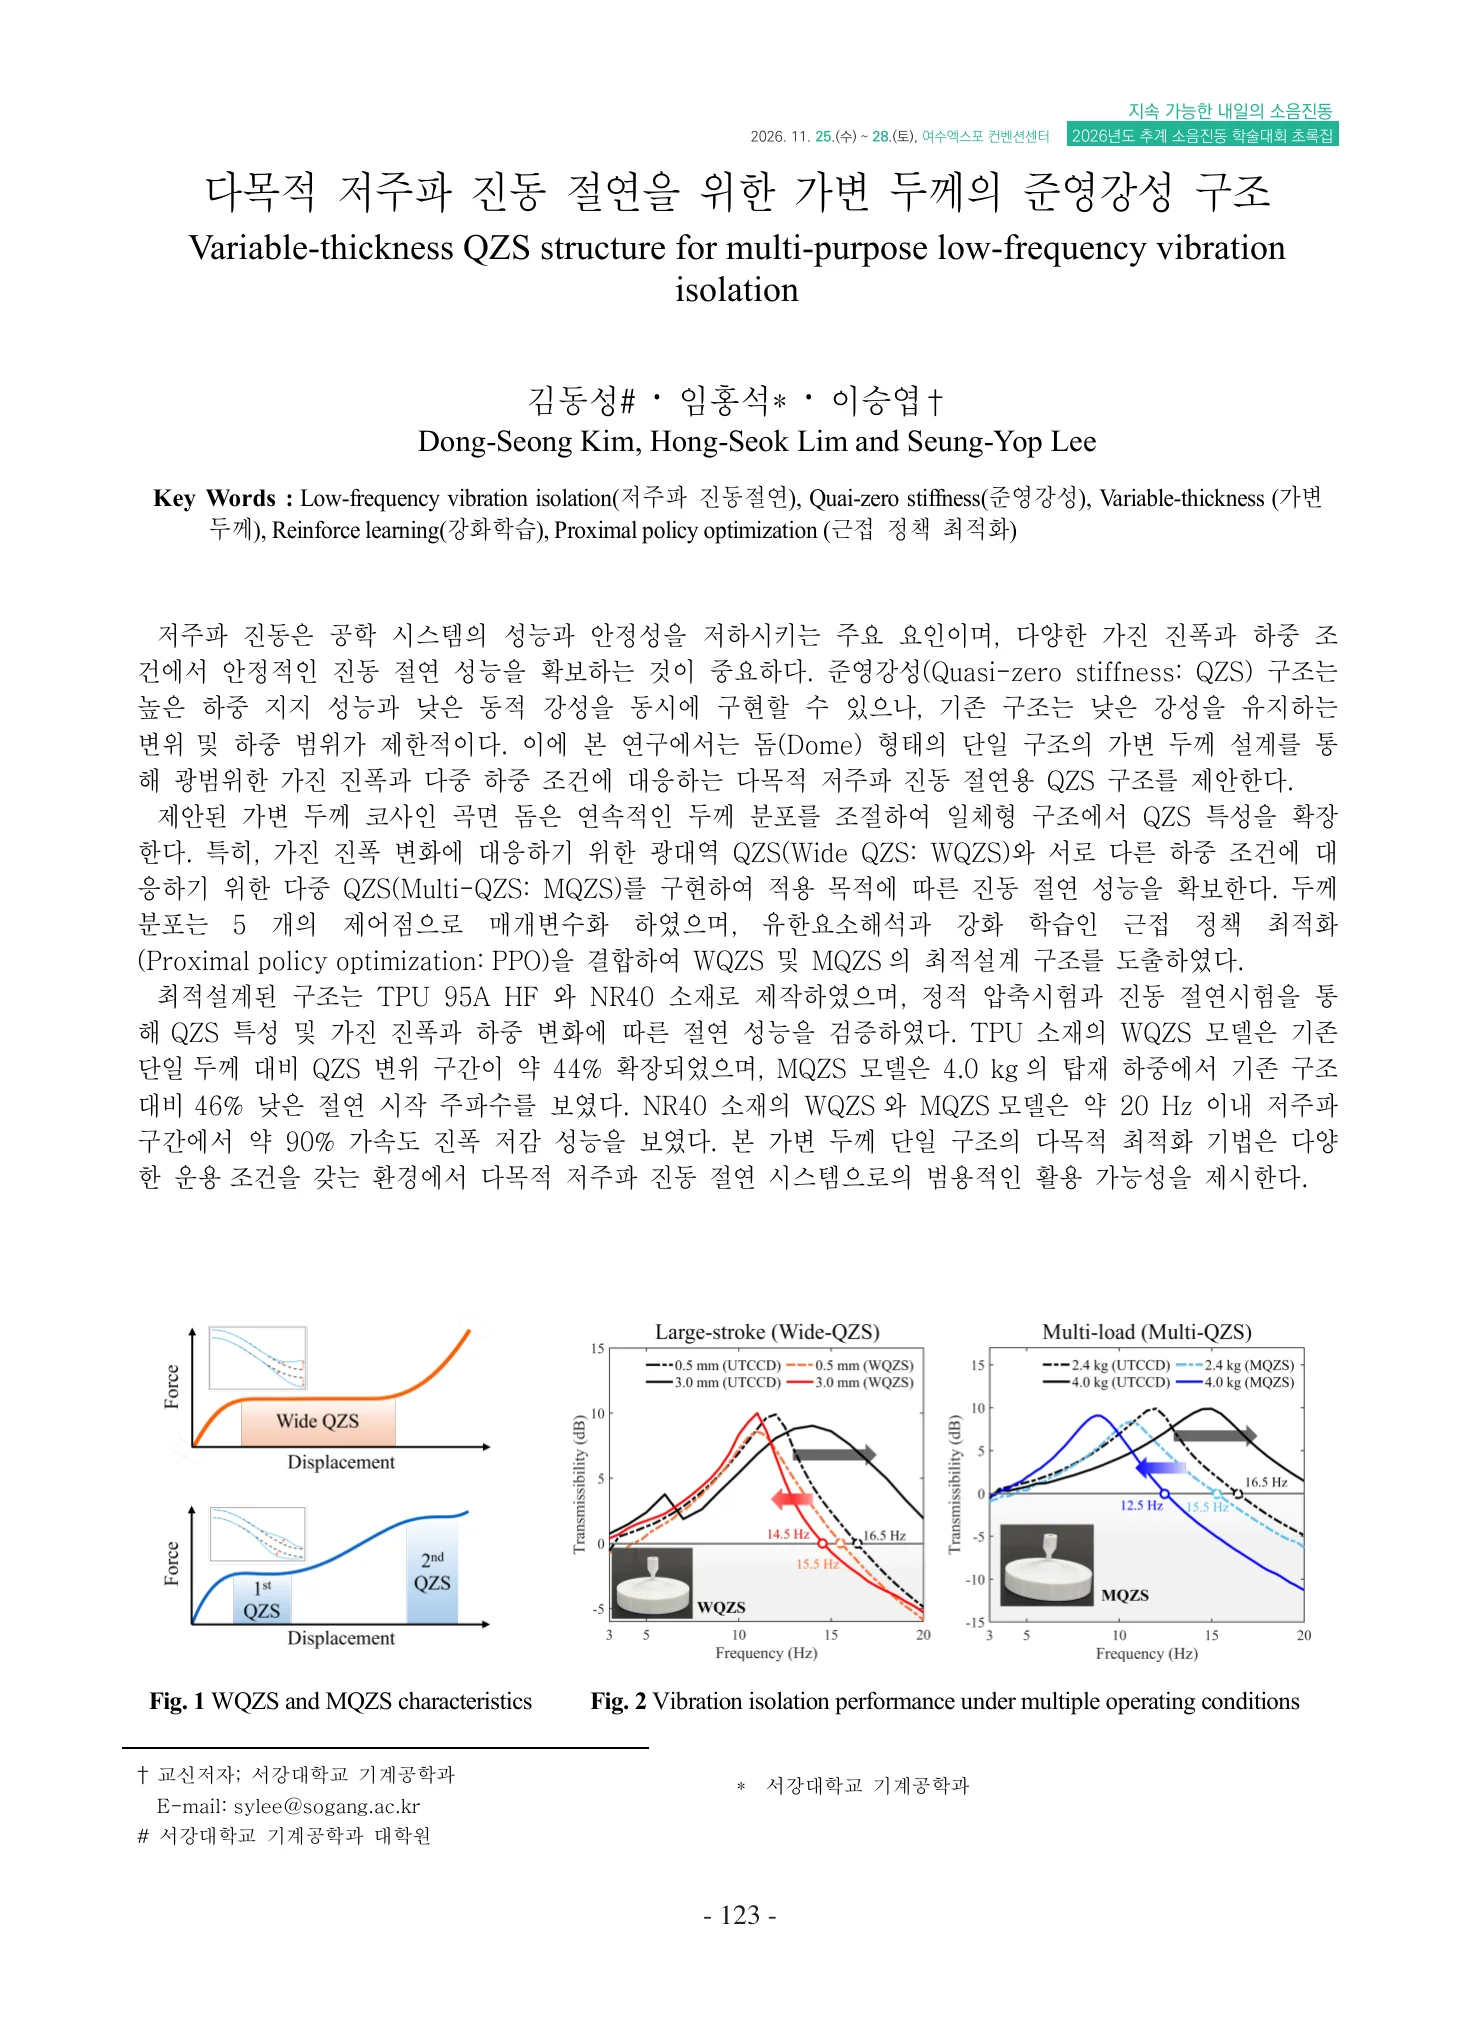 지속 가능한 내일의 소음진동
2026. 11. 25.(수) ~ 28.(토), 여수엑스포 컨벤션센터 2026년도 추계 소음진동 학술대회 초록집
다목적 저주파 진동 절연을 위한 가변 두께의 준영강성 구조
Variable-thickness QZS structure for multi-purpose low-frequency vibration
isolation
김동성# · 임홍석* · 이승엽†
Dong-Seong Kim, Hong-Seok Lim and Seung-Yop Lee
Key Words : Low-frequency vibration isolation(저주파 진동절연), Quai-zero stiffness(준영강성), Variable-thickness (가변
두께), Reinforce learning(강화학습), Proximal policy optimization (근접 정책 최적화)
저주파 진동은 공학 시스템의 성능과 안정성을 저하시키는 주요 요인이며, 다양한 가진 진폭과 하중 조
건에서 안정적인 진동 절연 성능을 확보하는 것이 중요하다. 준영강성(Quasi-zero stiffness: QZS) 구조는
높은 하중 지지 성능과 낮은 동적 강성을 동시에 구현할 수 있으나, 기존 구조는 낮은 강성을 유지하는
변위 및 하중 범위가 제한적이다. 이에 본 연구에서는 돔(Dome) 형태의 단일 구조의 가변 두께 설계를 통
해 광범위한 가진 진폭과 다중 하중 조건에 대응하는 다목적 저주파 진동 절연용 QZS 구조를 제안한다.
제안된 가변 두께 코사인 곡면 돔은 연속적인 두께 분포를 조절하여 일체형 구조에서 QZS 특성을 확장
한다. 특히, 가진 진폭 변화에 대응하기 위한 광대역 QZS(Wide QZS: WQZS)와 서로 다른 하중 조건에 대
응하기 위한 다중 QZS(Multi-QZS: MQZS)를 구현하여 적용 목적에 따른 진동 절연 성능을 확보한다. 두께
분포는 5 개의 제어점으로 매개변수화 하였으며, 유한요소해석과 강화 학습인 근접 정책 최적화
(Proximal policy optimization: PPO)을 결합하여 WQZS 및 MQZS 의 최적설계 구조를 도출하였다.
최적설계된 구조는 TPU 95A HF 와 NR40 소재로 제작하였으며, 정적 압축시험과 진동 절연시험을 통
해 QZS 특성 및 가진 진폭과 하중 변화에 따른 절연 성능을 검증하였다. TPU 소재의 WQZS 모델은 기존
단일 두께 대비 QZS 변위 구간이 약 44% 확장되었으며, MQZS 모델은 4.0 kg 의 탑재 하중에서 기존 구조
대비 46% 낮은 절연 시작 주파수를 보였다. NR40 소재의 WQZS 와 MQZS 모델은 약 20 Hz 이내 저주파
구간에서 약 90% 가속도 진폭 저감 성능을 보였다. 본 가변 두께 단일 구조의 다목적 최적화 기법은 다양
한 운용 조건을 갖는 환경에서 다목적 저주파 진동 절연 시스템으로의 범용적인 활용 가능성을 제시한다.
Force
Wide QZS
Displacement
Force
1st
QZS
2nd
QZS
Displacement
Large-stroke (Wide-QZS)
0.5 mm (UTCCD) 0.5 mm (WQZS)
3.0 mm (UTCCD) 3.0 mm (WQZS)
Transmissibility (dB)
15
10
5
0
-5
14.5 Hz
16.5 Hz
15.5 Hz
WQZS
3 5 10 15 20
Frequency (Hz)
Multi-load (Multi-QZS)
2.4 kg (UTCCD) 2.4 kg (MQZS)
4.0 kg (UTCCD) 4.0 kg (MQZS)
Transmissibility (dB)
15
10
5
0
-5
-10
-15
16.5 Hz
12.5 Hz 15.5 Hz
MQZS
3 5 10 15 20
Frequency (Hz)
Fig. 1 WQZS and MQZS characteristics
Fig. 2 Vibration isolation performance under multiple operating conditions
† 교신저자; 서강대학교 기계공학과
E-mail: sylee@sogang.ac.kr
# 서강대학교 기계공학과 대학원
* 서강대학교 기계공학과
- 123 -